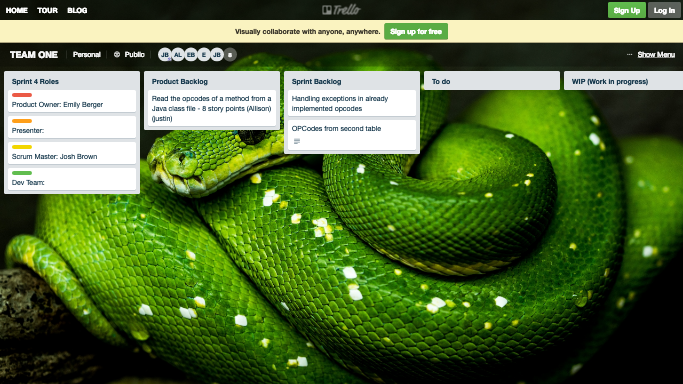 HOME TOUR BLOG
Trello
Sign Up Log In
Visually collaborate with anyone, anywhere. Sign up for free
TEAM ONE Personal Public JB AL EB E JB 8 ··· Show Menu
Sprint 4 Roles
Product Owner: Emily Berger
Presenter:
Scrum Master: Josh Brown
Dev Team:
Product Backlog
Read the opcodes of a method from a
Java class file - 8 story points (Allison)
(justin)
Sprint Backlog
Handling exceptions in already
implemented opcodes
OPCodes from second table
To do
WIP (Work in progress)